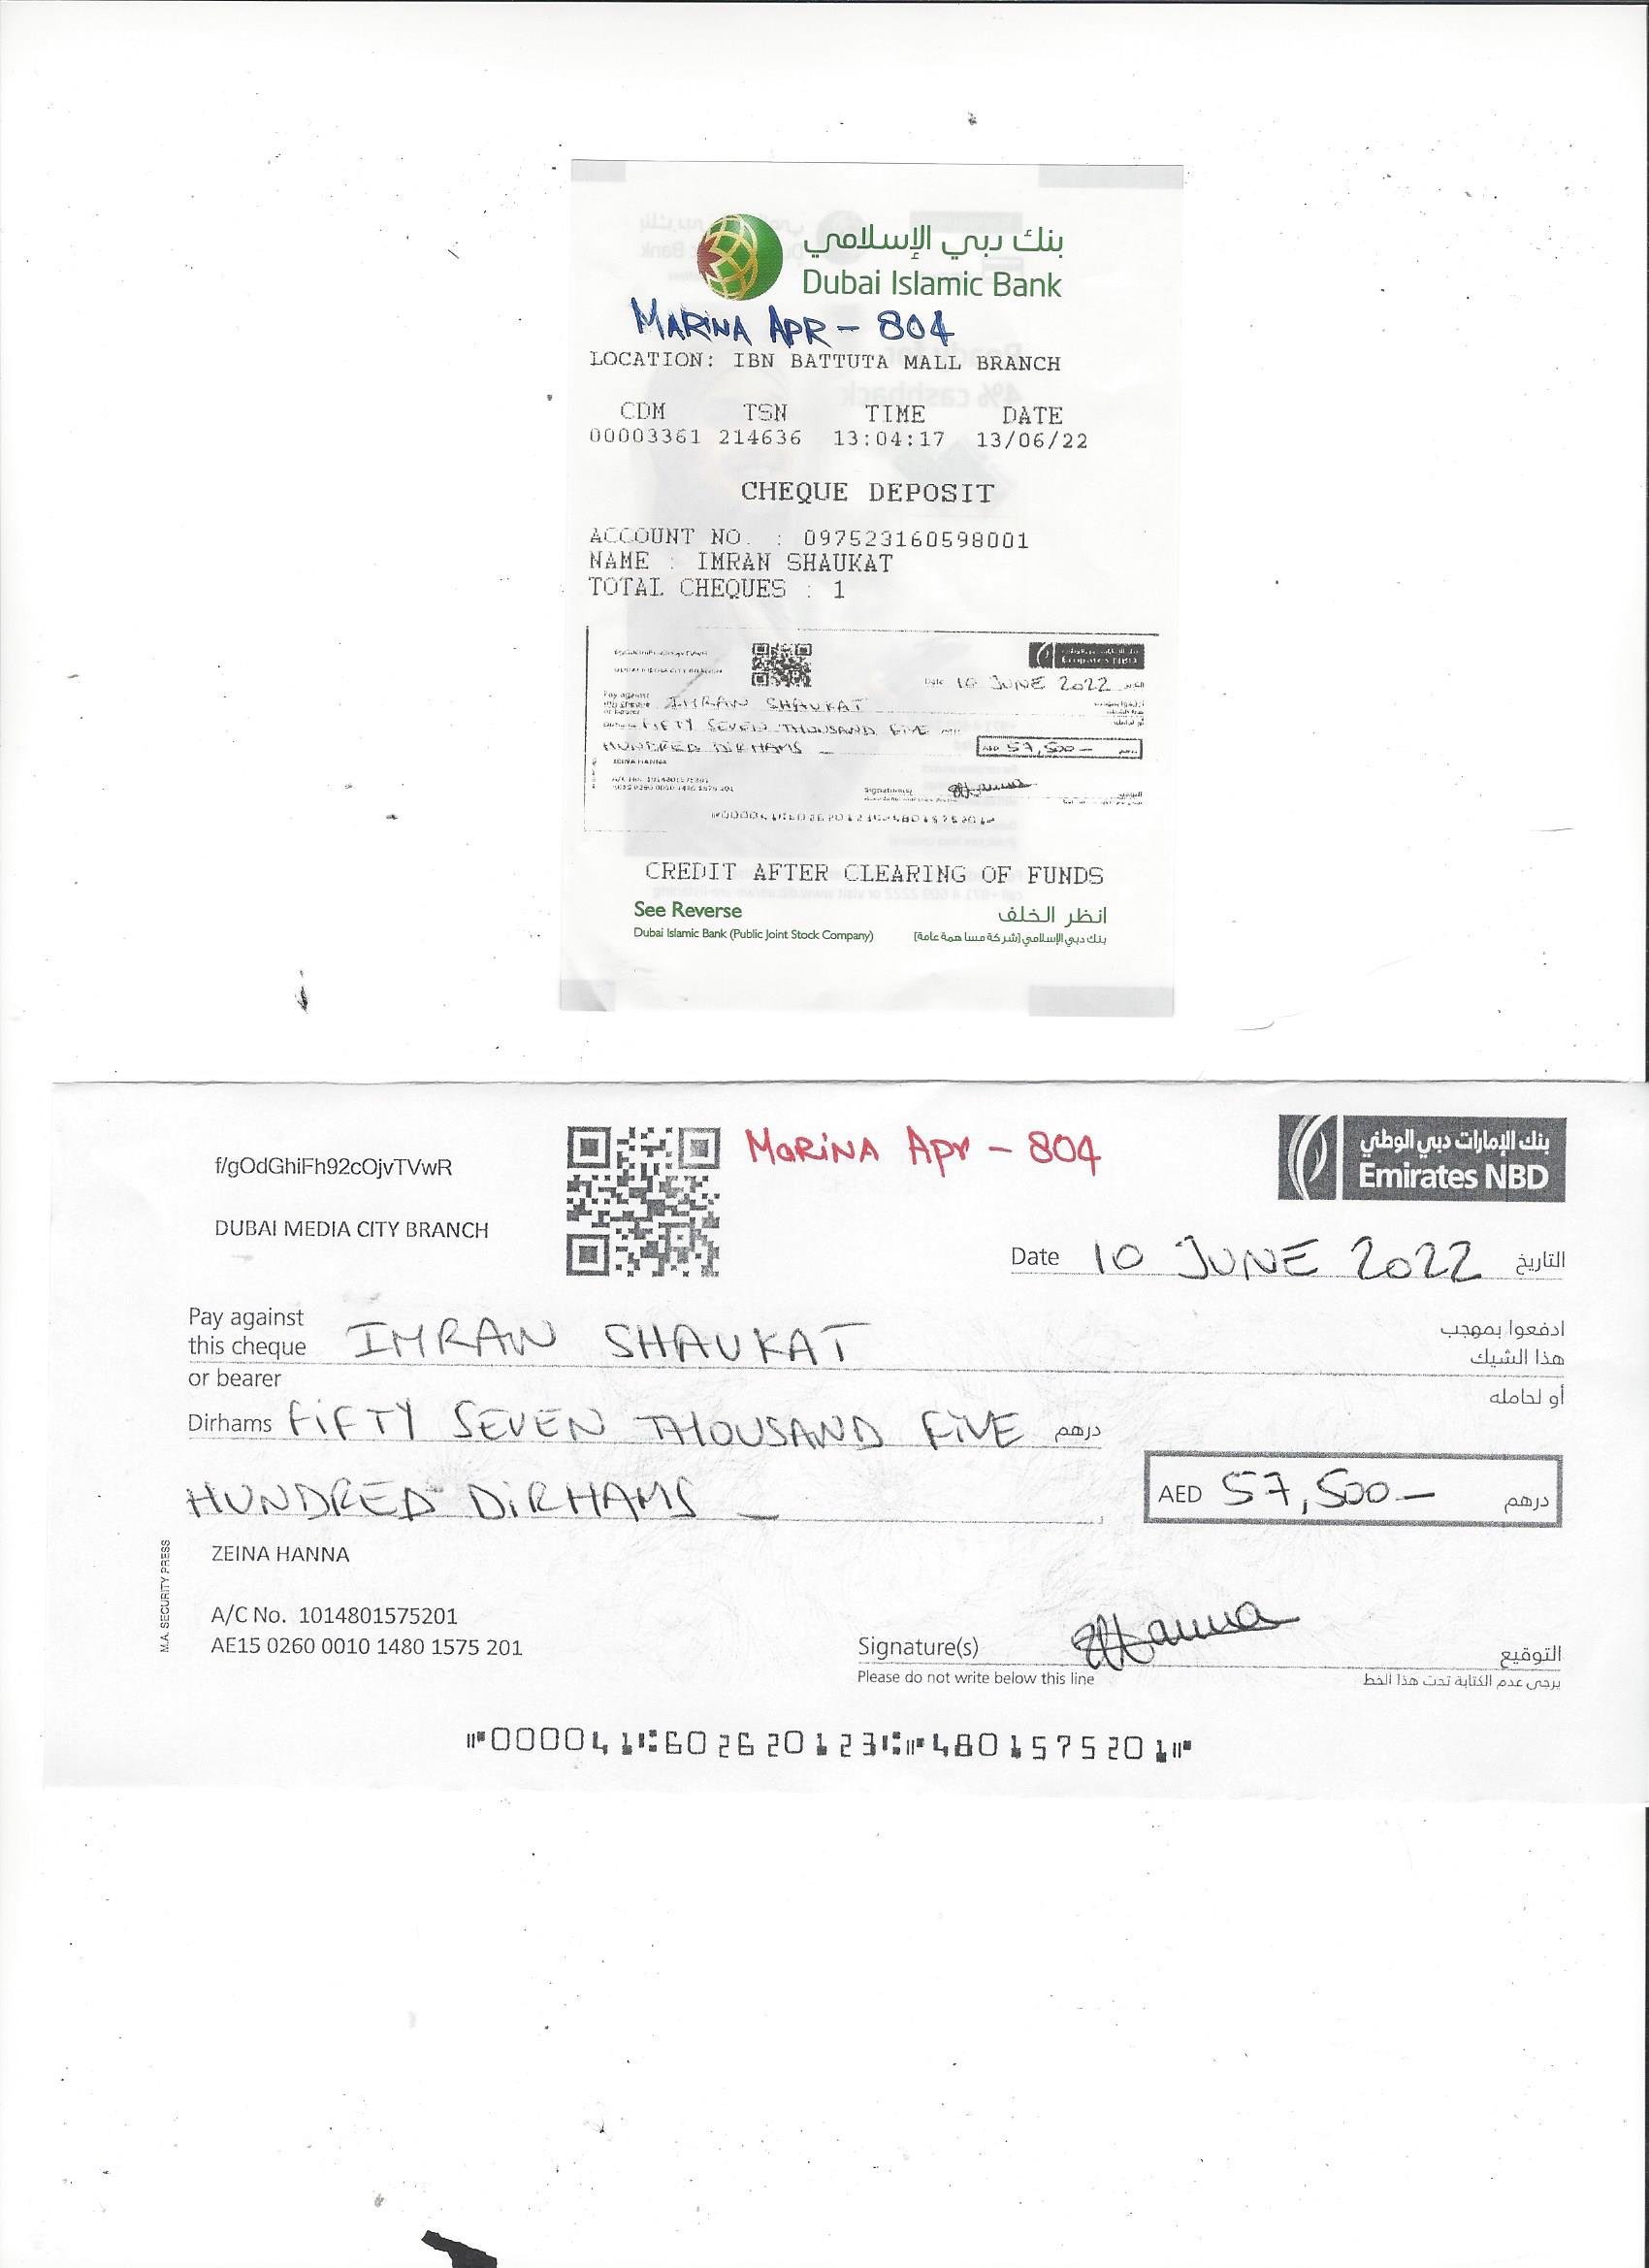 بنك دبي الإسلامي
Dubai Islamic Bank
MARINA APR - 804
LOCATION: IBN BATTUTA MALL BRANCH
CDM TSN TIME DATE
00003361 214636 13:04:17 13/06/22
CHEQUE DEPOSIT
ACCOUNT NO. : 097523160598001
NAME : IMRAN SHAUKAT
TOTAL CHEQUES : 1
Emirates NBD
Date 10 JUNE 2022
Pay against
this cheque IMRAN SHAUKAT
or bearer
FIFTY SEVEN THOUSAND FIVE
HUNDRED DIRHAMS -
AED 57,500-
ZEINA HANNA
Signature(s)
CREDIT AFTER CLEARING OF FUNDS
See Reverse انظر الخلف
Dubai Islamic Bank (Public Joint Stock Company) بنك دبي الإسلامي (شركة مساهمة عامة)
f/gOdGhiFh92cOjvTVwR
MARINA Apr - 804
بنك الإمارات دبي الوطني
Emirates NBD
DUBAI MEDIA CITY BRANCH
Date 10 JUNE 2022 التاريخ
Pay against ادفعوا بموجب
this cheque IMRAN SHAUKAT هذا الشيك
or bearer أو لحامله
Dirhams FIFTY SEVEN THOUSAND FIVE درهم
HUNDRED DIRHAMS -
AED 57,500- درهم
ZEINA HANNA
M.A. SECURITY PRESS
A/C No. 1014801575201
AE15 0260 0010 1480 1575 201
Signature(s) ZHanna التوقيع
Please do not write below this line يرجى عدم الكتابة تحت هذا الخط
⑈000041⑆602620123⑆⑈4801575201⑈